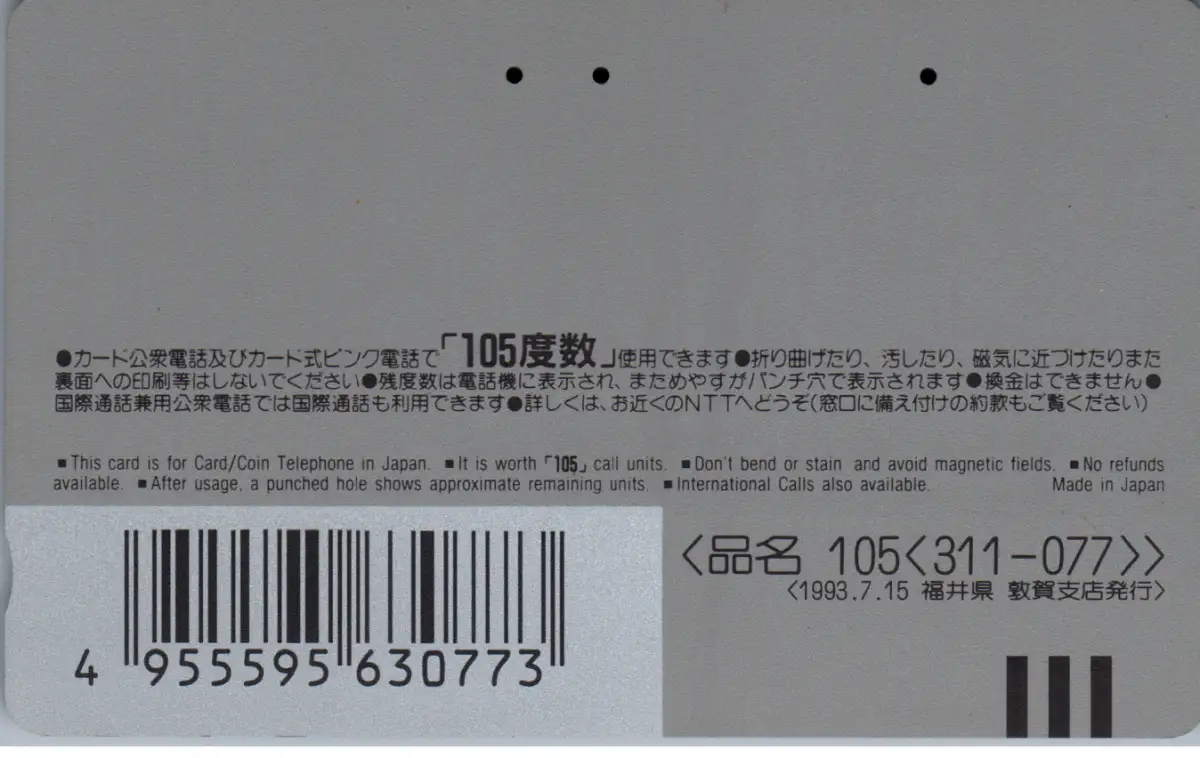 ●カード公衆電話及びカード式ピンク電話で「105度数」使用できます●折り曲げたり、汚したり、磁気に近づけたりまた
裏面への印刷等はしないでください●残度数は電話機に表示され、まためやすがパンチ穴で表示されます●換金はできません●
国際通話兼用公衆電話では国際通話も利用できます●詳しくは、お近くのNTTへどうぞ(窓口に備え付けの約款もご覧ください)
■This card is for Card/Coin Telephone in Japan. ■It is worth「105」call units. ■Don't bend or stain and avoid magnetic fields. ■No refunds
available. ■After usage, a punched hole shows approximate remaining units. ■International Calls also available. Made in Japan
〈品名 105〈311-077〉〉
〈1993.7.15 福井県 敦賀支店発行〉
4 955595 630773